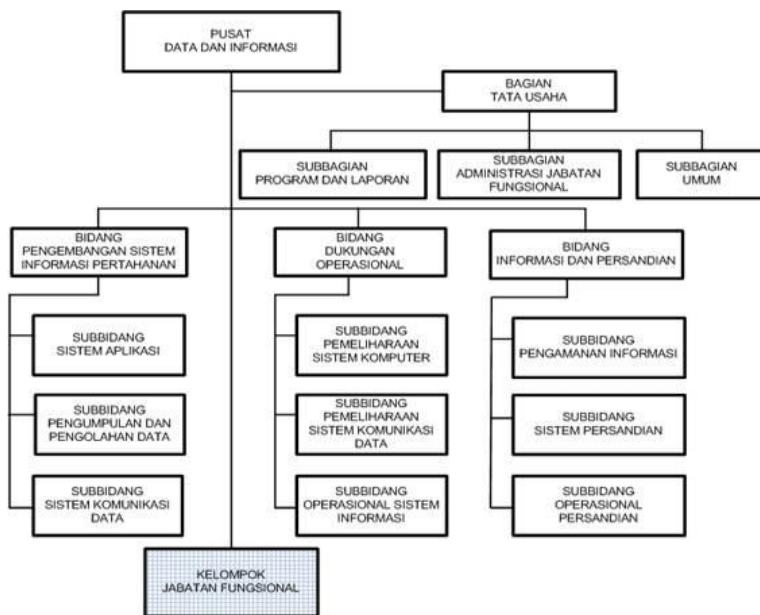 PUSAT
DATA DAN INFORMASI
BAGIAN
TATA USAHA
SUBBAGIAN
PROGRAM DAN LAPORAN
SUBBAGIAN
ADMINISTRASI JABATAN
FUNGSIONAL
SUBBAGIAN
UMUM
BIDANG
PENGEMBANGAN SISTEM
INFORMASI PERTAHANAN
BIDANG
DUKUNGAN
OPERASIONAL
BIDANG
INFORMASI DAN PERSANDIAN
SUBBIDANG
SISTEM APLIKASI
SUBBIDANG
PENGUMPULAN DAN
PENGOLAHAN DATA
SUBBIDANG
SISTEM KOMUNIKASI
DATA
SUBBIDANG
PEMELIHARAAN
SISTEM KOMPUTER
SUBBIDANG
PEMELIHARAAN
SISTEM KOMUNIKASI
DATA
SUBBIDANG
OPERASIONAL SISTEM
INFORMASI
SUBBIDANG
PENGAMANAN INFORMASI
SUBBIDANG
SISTEM PERSANDIAN
SUBBIDANG
OPERASIONAL
PERSANDIAN
KELOMPOK
JABATAN FUNGSIONAL